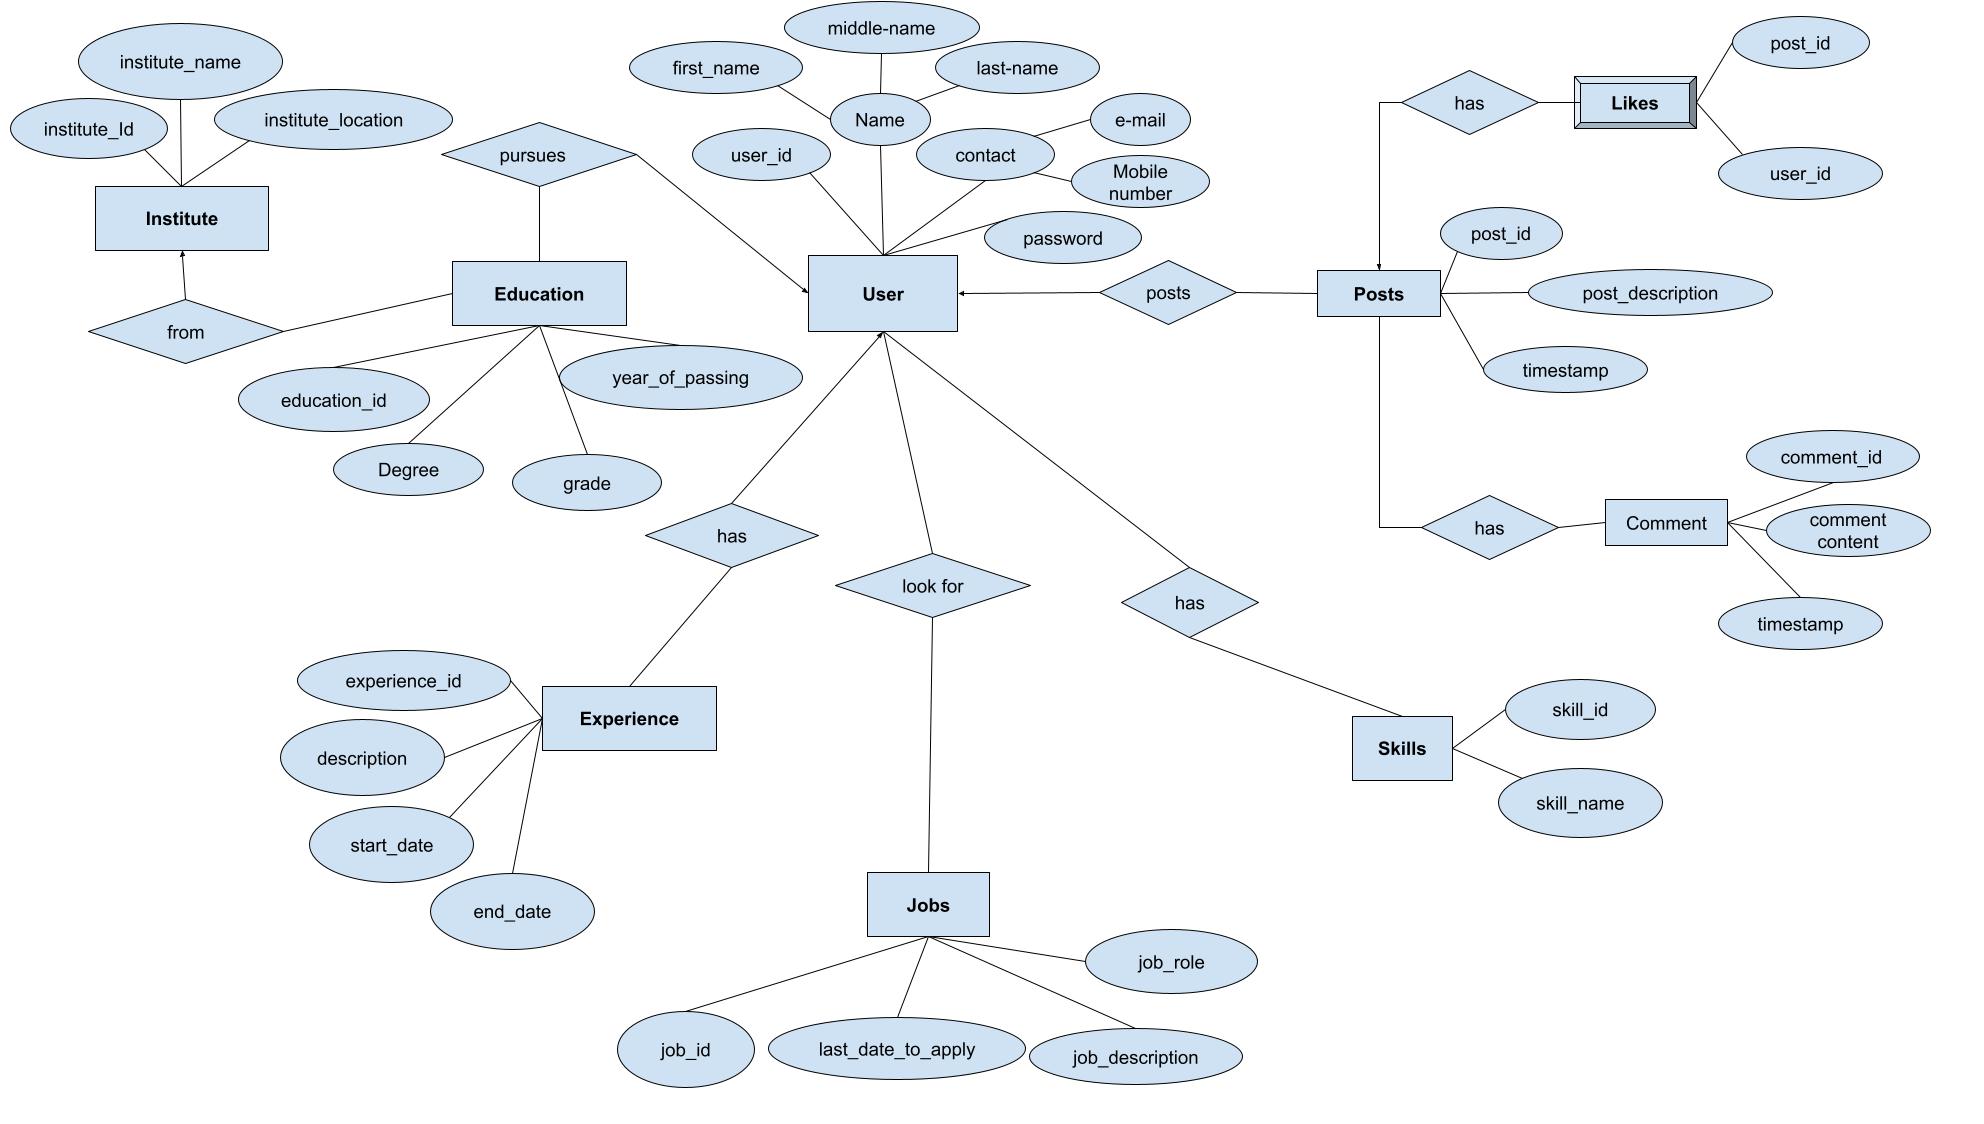 middle-name
post_id
institute_name
first_name
last-name
has
Likes
institute_Id
institute_location
Name
e-mail
pursues
user_id
contact
Mobile
number
user_id
Institute
password
post_id
Education
User
posts
Posts
post_description
from
education_id
year_of_passing
timestamp
Degree
grade
comment_id
has
look for
has
has
Comment
comment
content
timestamp
experience_id
Experience
skill_id
description
Skills
start_date
skill_name
end_date
Jobs
job_role
job_id
last_date_to_apply
job_description